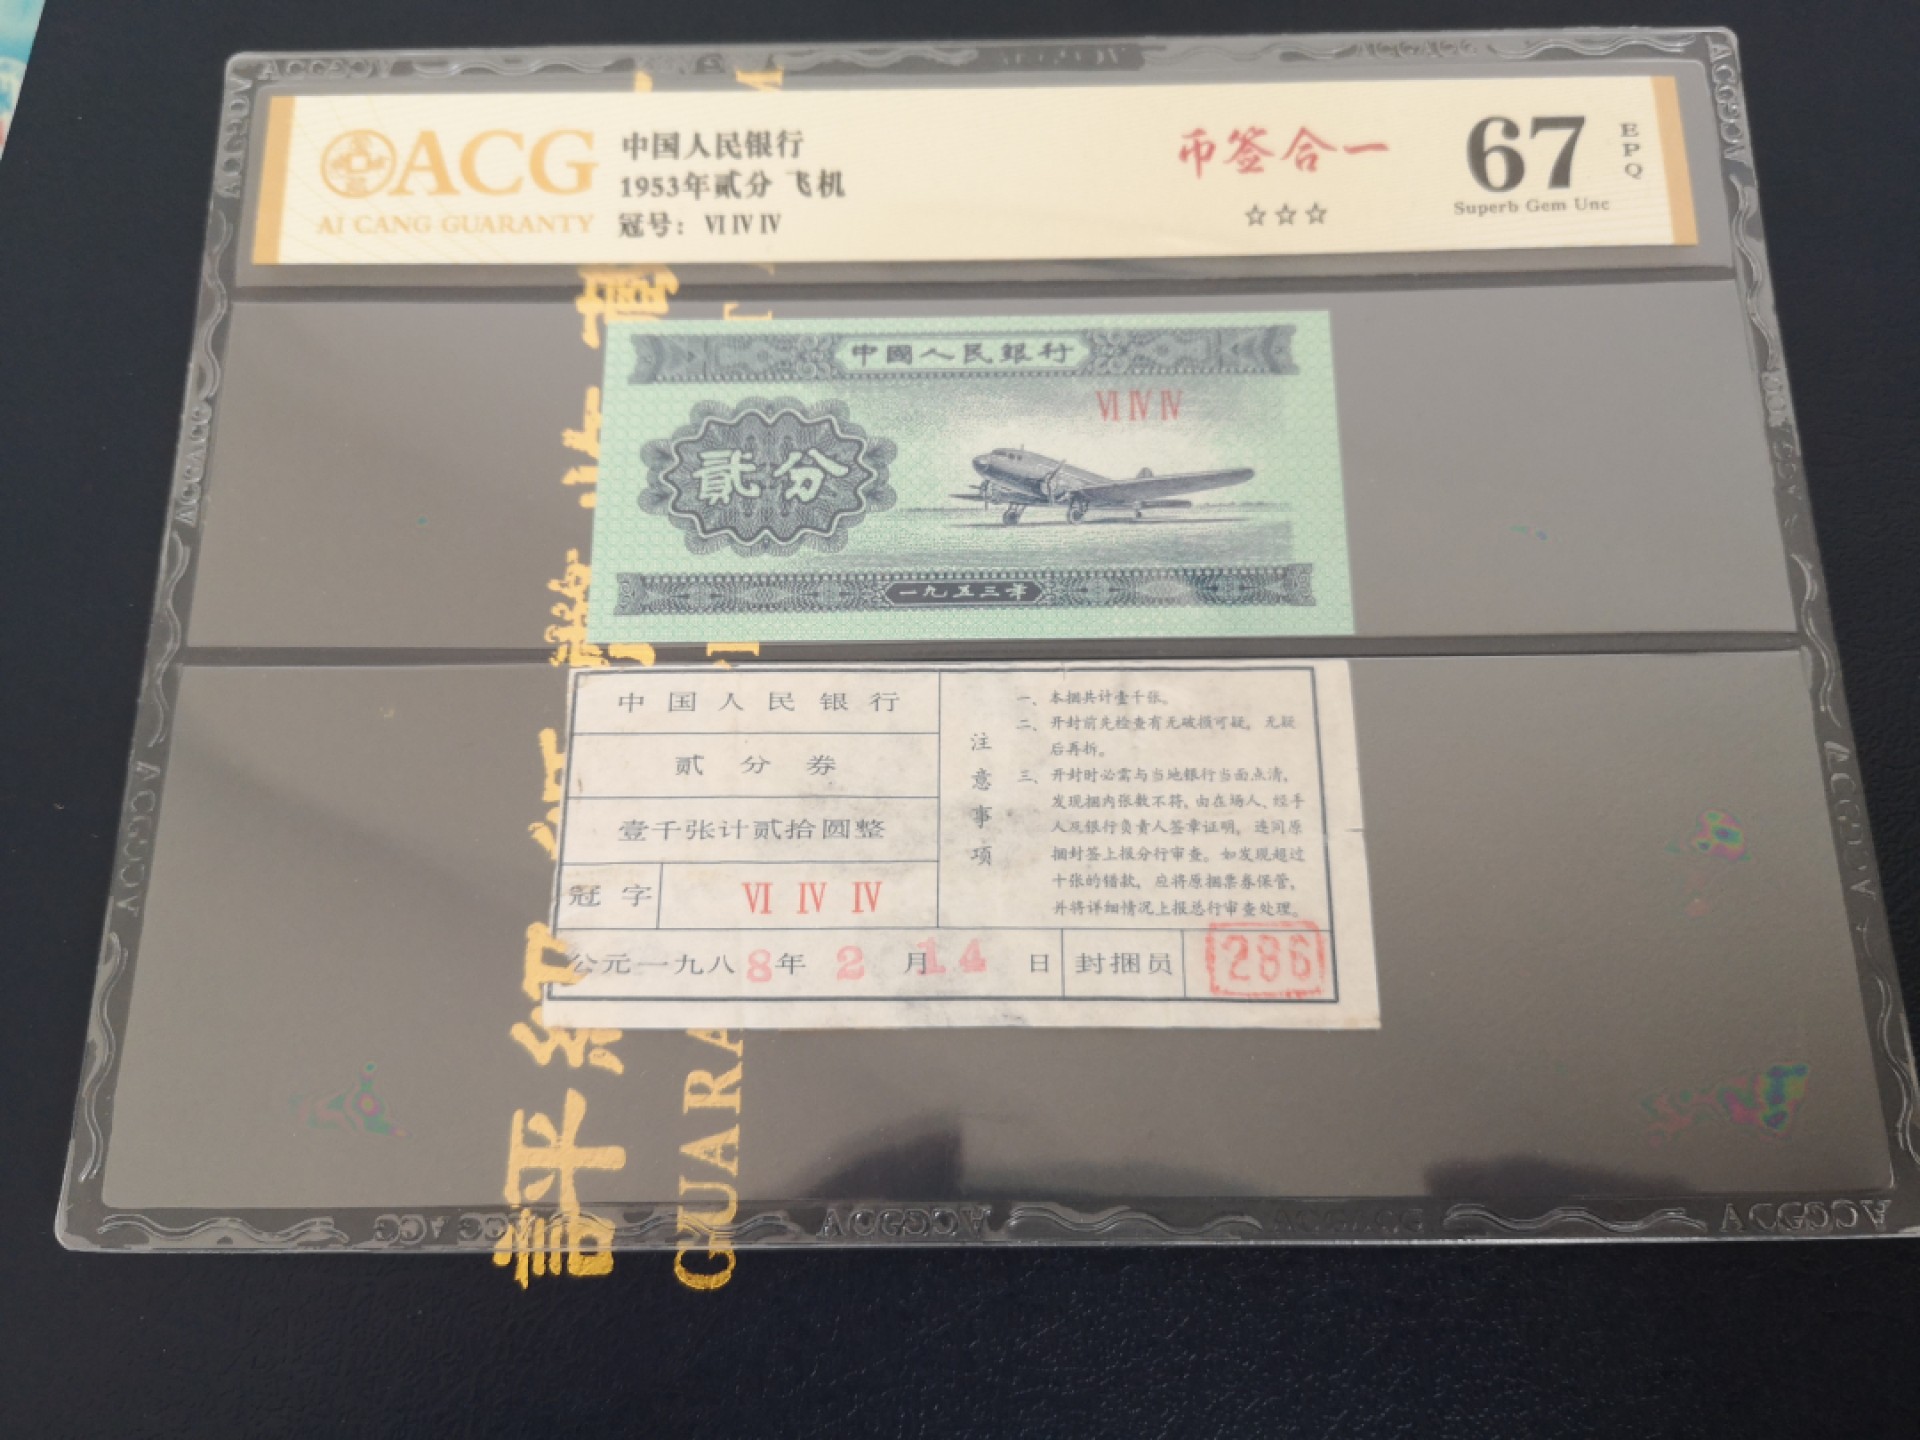 ACG
AI CANG GUARANTY
中国人民银行
1953年贰分 飞机
冠号: ⅥⅣⅣ
币签合一
☆☆☆
67
EPQ
Superb Gem Unc
中國人民銀行
ⅥⅣⅣ
貳分
一九五三年
中国人民银行
贰分券
壹千张计贰拾圆整
冠字 Ⅵ Ⅳ Ⅳ
注意事项
一、本捆共计壹千张。
二、开封前先检查有无破损可疑, 无疑
后再拆。
三、开封时必需与当地银行当面点清,
发现捆内张数不符, 由在场人、经手
人及银行负责人签章证明, 连同原
捆封签上报分行审查。如发现超过
十张的错款, 应将原捆票券保管,
并将详细情况上报总行审查处理。
公元一九八8年2月14日 封捆员 286
評級
GUARA
ACGACG